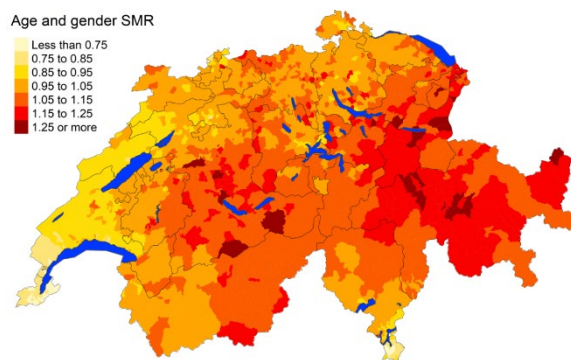 Age and gender SMR
Less than 0.75
0.75 to 0.85
0.85 to 0.95
0.95 to 1.05
1.05 to 1.15
1.15 to 1.25
1.25 or more